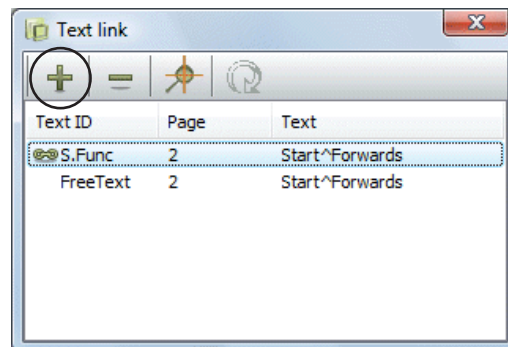 Text link
Text ID Page Text
S.Func 2 Start^Forwards
FreeText 2 Start^Forwards